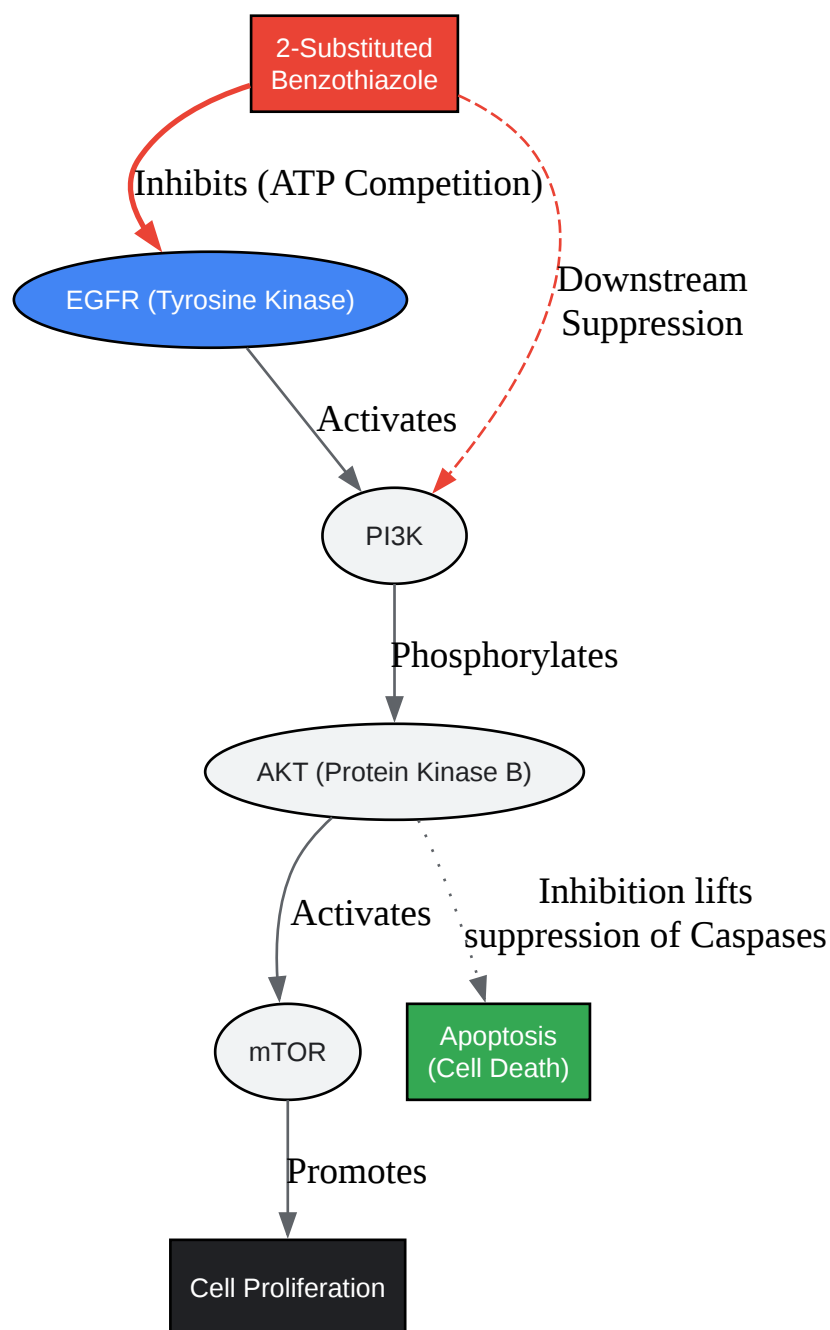 2-Substituted
Benzothiazole
Inhibits (ATP Competition)
EGFR (Tyrosine Kinase)
Downstream
Suppression
Activates
PI3K
Phosphorylates
AKT (Protein Kinase B)
Activates
Inhibition lifts
suppression of Caspases
mTOR
Apoptosis
(Cell Death)
Promotes
Cell Proliferation